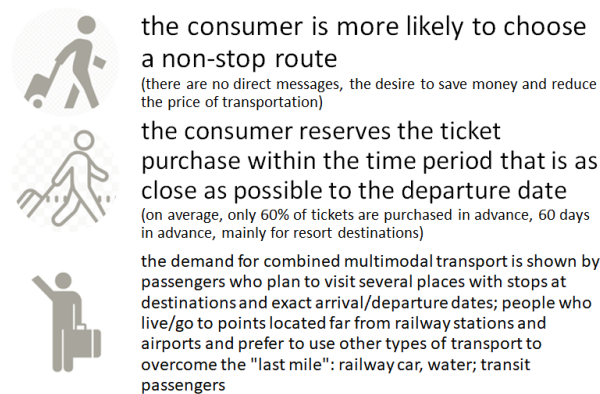 the consumer is more likely to choose
a non-stop route
(there are no direct messages, the desire to save money and reduce
the price of transportation)
the consumer reserves the ticket
purchase within the time period that is as
close as possible to the departure date
(on average, only 60% of tickets are purchased in advance, 60 days
in advance, mainly for resort destinations)
the demand for combined multimodal transport is shown by
passengers who plan to visit several places with stops at
destinations and exact arrival/departure dates; people who
live/go to points located far from railway stations and
airports and prefer to use other types of transport to
overcome the "last mile": railway car, water; transit
passengers